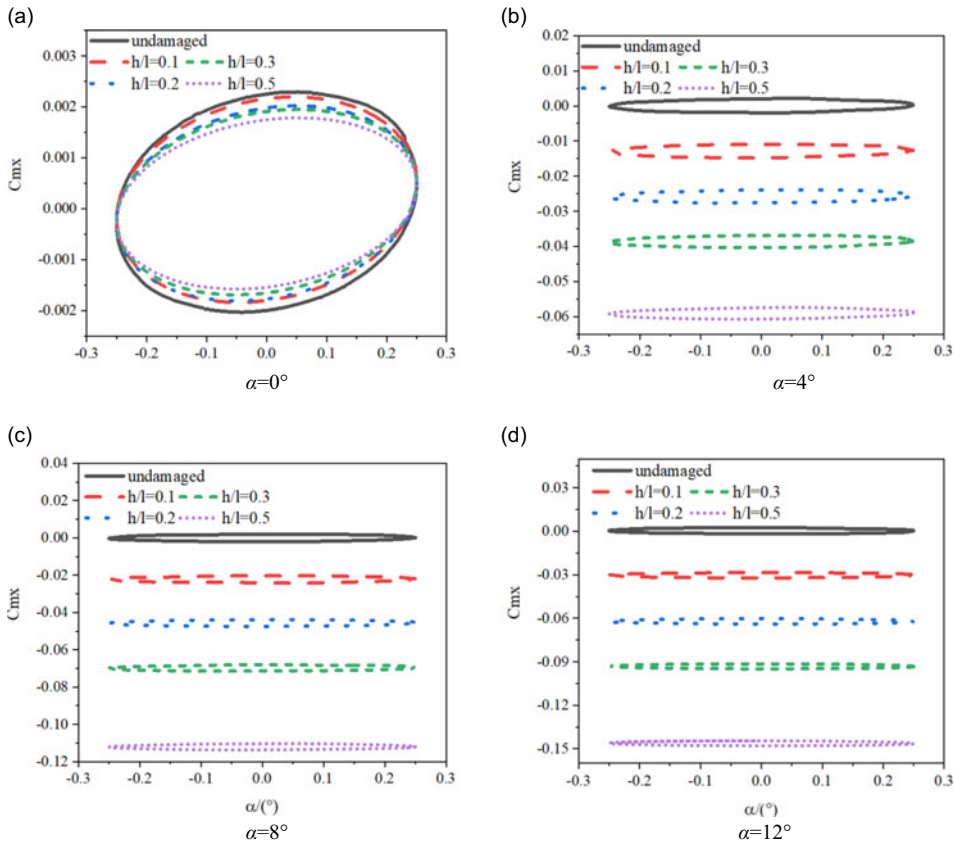 (a)
0.003
0.002
0.001
0.000
-0.001
-0.002
Cmx
undamaged
h/l=0.1 h/l=0.3
h/l=0.2 h/l=0.5
-0.3 -0.2 -0.1 0.0 0.1 0.2 0.3
α=0°
(b)
0.02
0.01
0.00
-0.01
-0.02
-0.03
-0.04
-0.05
-0.06
Cmx
undamaged
h/l=0.1 h/l=0.3
h/l=0.2 h/l=0.5
-0.3 -0.2 -0.1 0.0 0.1 0.2 0.3
α=4°
(c)
0.04
0.02
0.00
-0.02
-0.04
-0.06
-0.08
-0.10
-0.12
Cmx
undamaged
h/l=0.1 h/l=0.3
h/l=0.2 h/l=0.5
-0.3 -0.2 -0.1 0.0 0.1 0.2 0.3
α/(°)
α=8°
(d)
0.03
0.00
-0.03
-0.06
-0.09
-0.12
-0.15
Cmx
undamaged
h/l=0.1 h/l=0.3
h/l=0.2 h/l=0.5
-0.3 -0.2 -0.1 0.0 0.1 0.2 0.3
α/(°)
α=12°